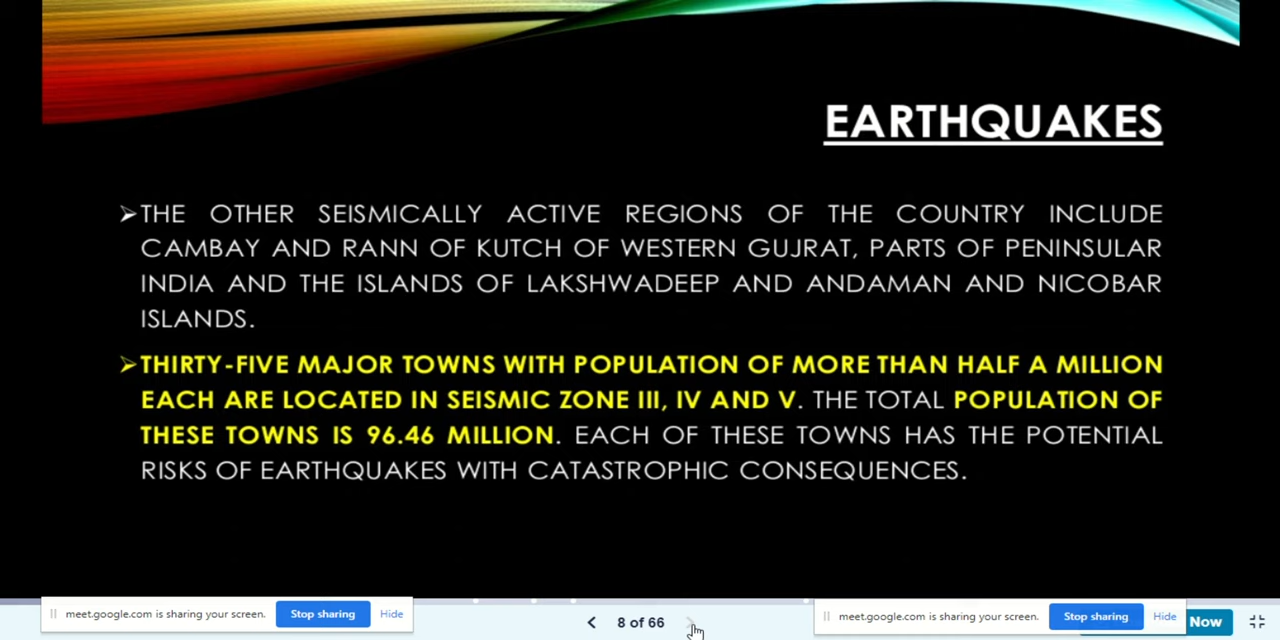 EARTHQUAKES
➢THE OTHER SEISMICALLY ACTIVE REGIONS OF THE COUNTRY INCLUDE
CAMBAY AND RANN OF KUTCH OF WESTERN GUJRAT, PARTS OF PENINSULAR
INDIA AND THE ISLANDS OF LAKSHWADEEP AND ANDAMAN AND NICOBAR
ISLANDS.
➢THIRTY-FIVE MAJOR TOWNS WITH POPULATION OF MORE THAN HALF A MILLION
EACH ARE LOCATED IN SEISMIC ZONE III, IV AND V. THE TOTAL POPULATION OF
THESE TOWNS IS 96.46 MILLION. EACH OF THESE TOWNS HAS THE POTENTIAL
RISKS OF EARTHQUAKES WITH CATASTROPHIC CONSEQUENCES.
meet.google.com is sharing your screen. Stop sharing Hide
8 of 66
meet.google.com is sharing your screen. Stop sharing Hide
Now